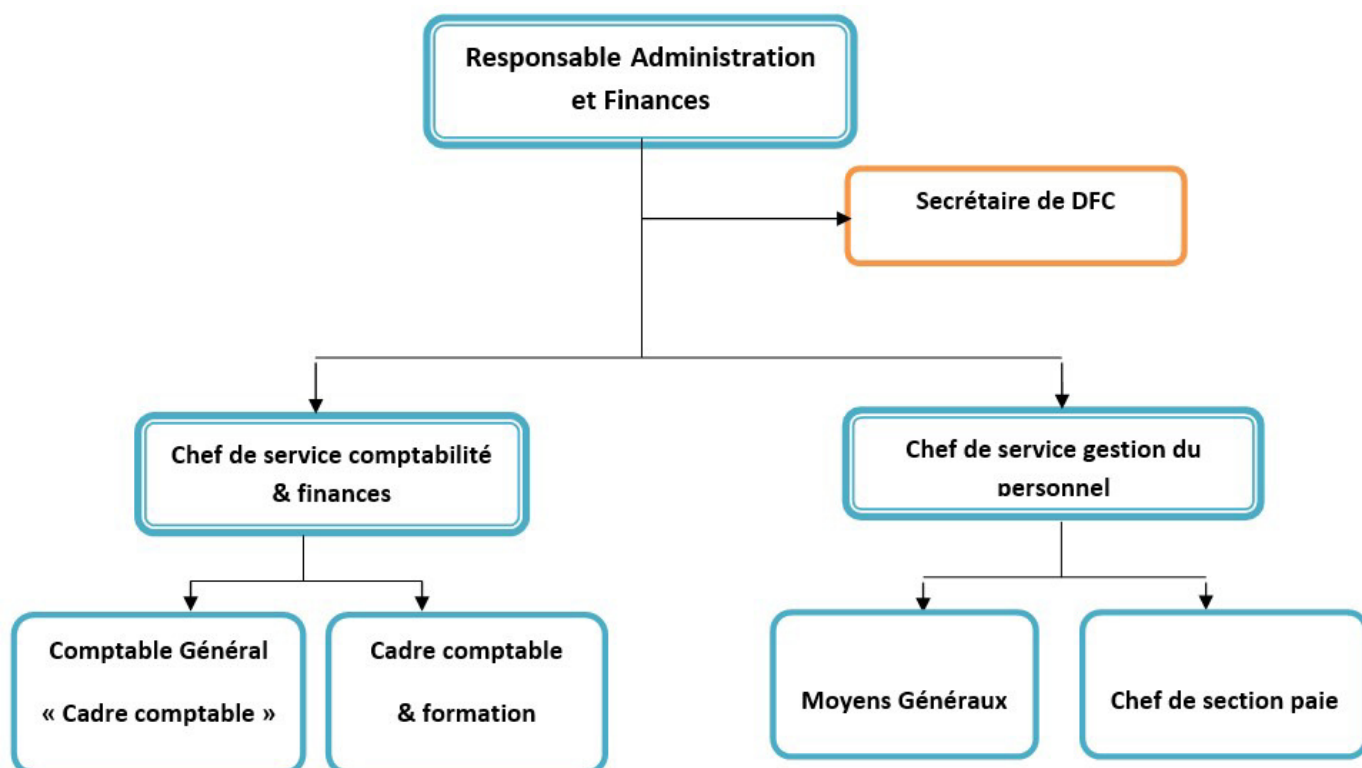 Responsable Administration
et Finances
Secrétaire de DFC
Chef de service comptabilité
& finances
Chef de service gestion du
personnel
Comptable Général
« Cadre comptable »
Cadre comptable
& formation
Moyens Généraux
Chef de section paie